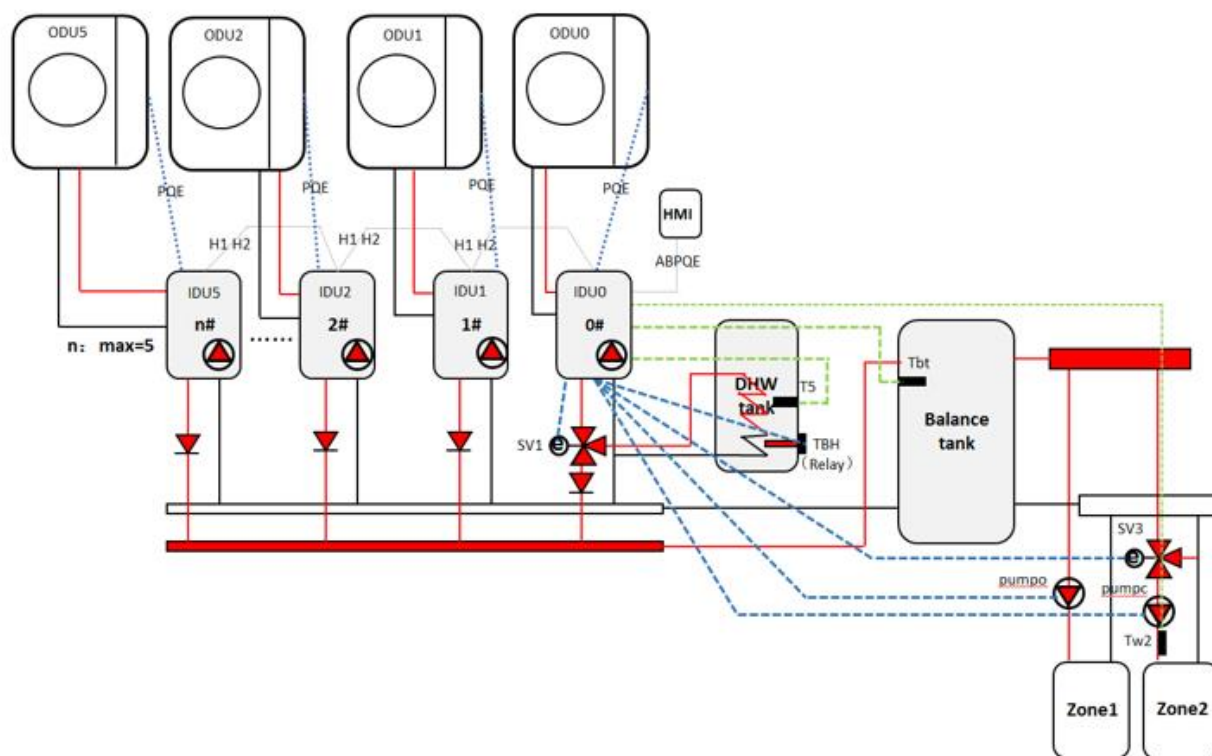 ODU5
ODU2
ODU1
ODU0
PQE
PQE
PQE
PQE
HMI
H1 H2
H1 H2
ABPQE
IDU5
IDU2
IDU1
IDU0
n#
2#
1#
0#
n：max=5
......
Tbt
DHW
tank
T5
Balance
tank
SV1
TBH
（Relay）
SV3
pumpo
pumpc
Tw2
Zone1
Zone2